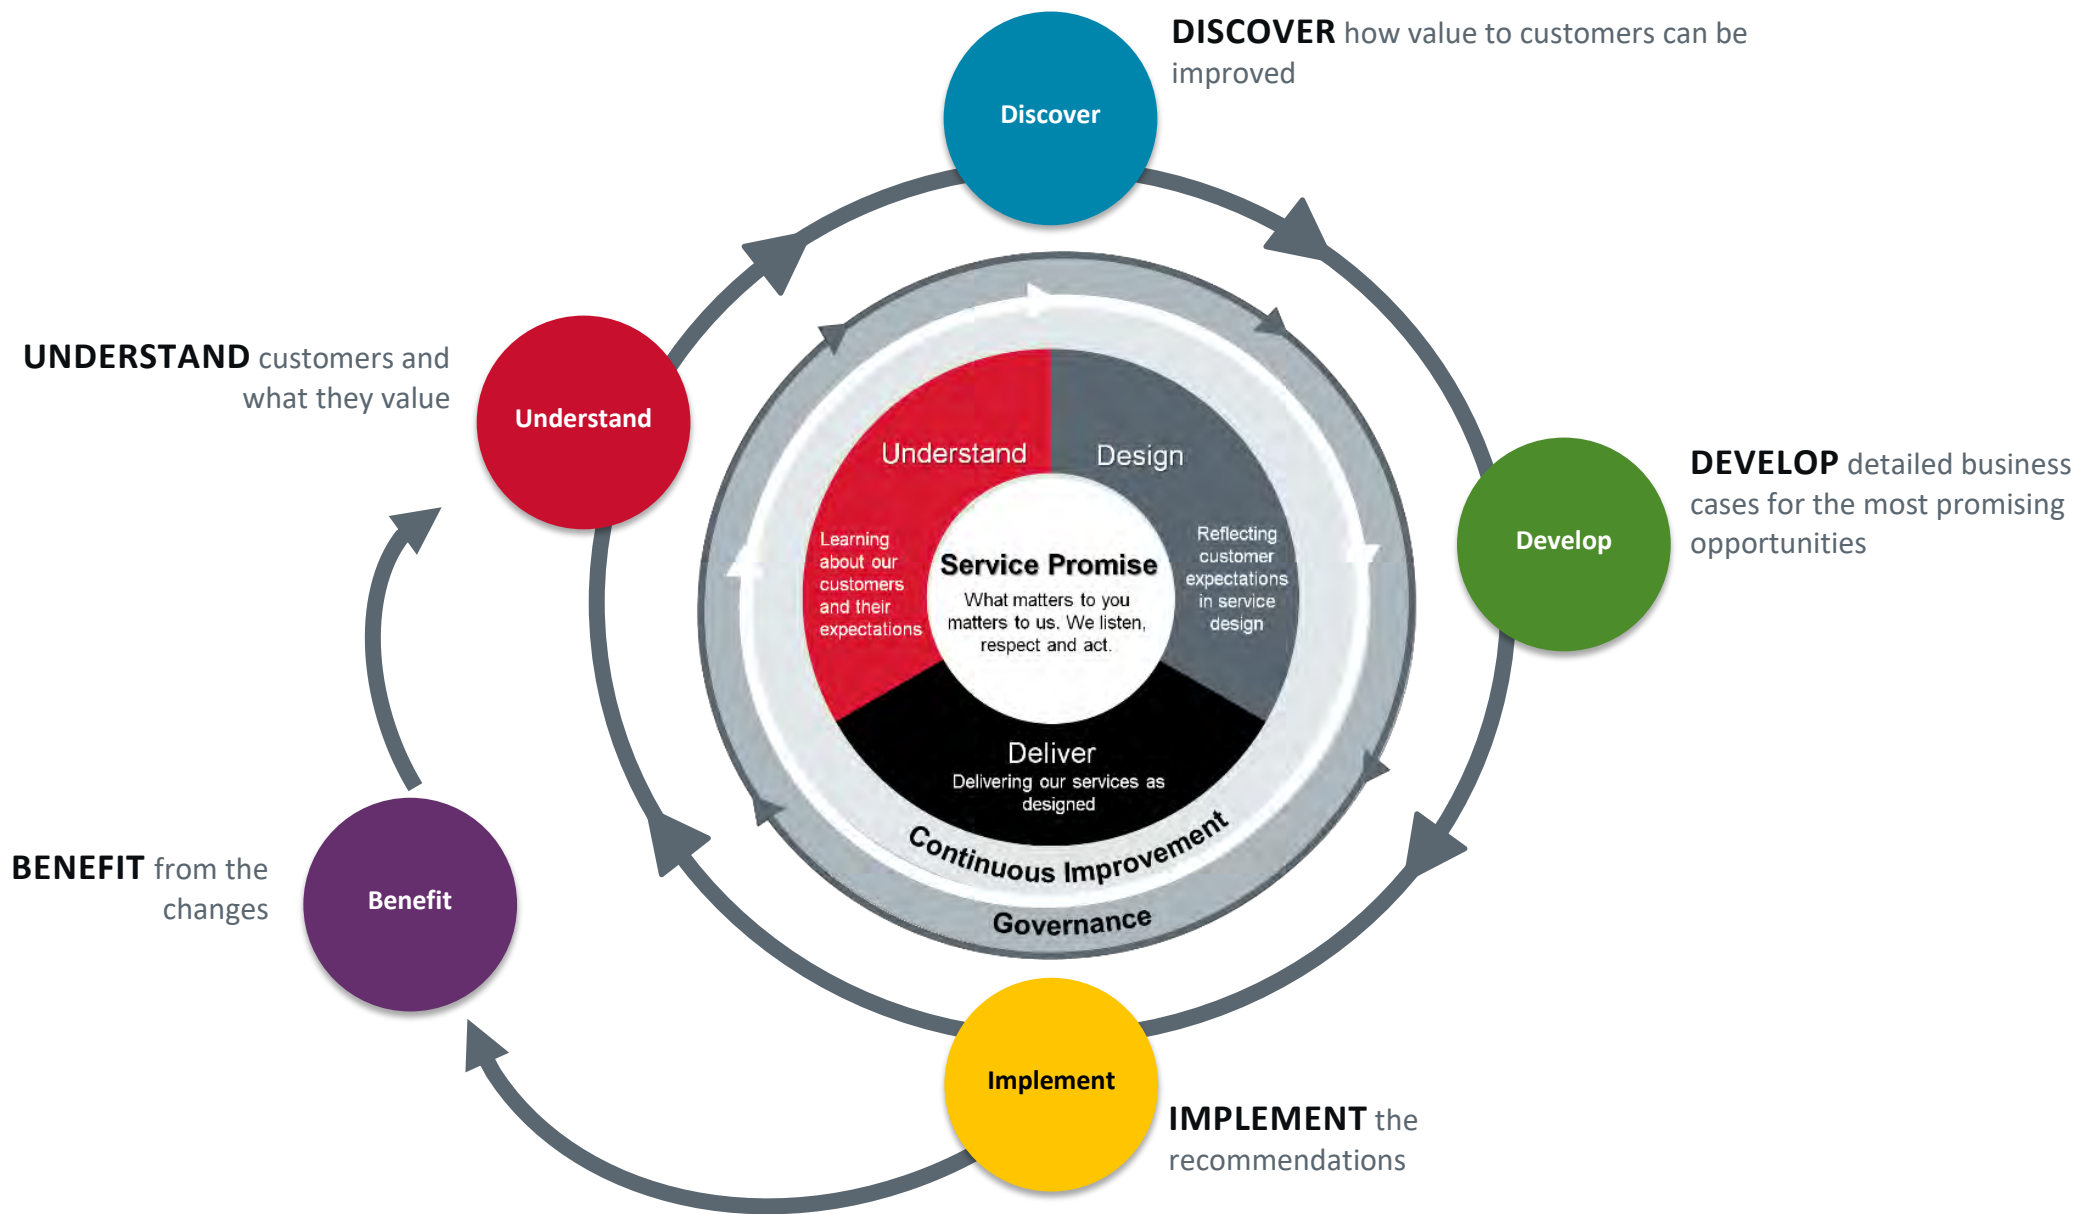 DISCOVER how value to customers can be
improved
Discover
UNDERSTAND customers and
what they value
Understand
DEVELOP detailed business
cases for the most promising
opportunities
Develop
Understand
Learning
about our
customers
and their
expectations
Design
Reflecting
customer
expectations
in service
design
Service Promise
What matters to you
matters to us. We listen,
respect and act.
Deliver
Delivering our services as
designed
Continuous Improvement
Governance
BENEFIT from the
changes
Benefit
Implement
IMPLEMENT the
recommendations